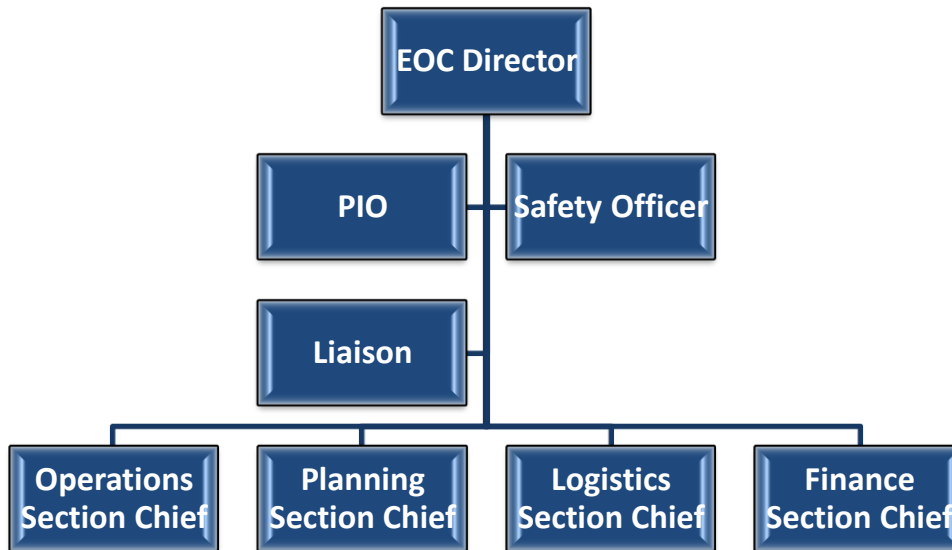 EOC Director
PIO
Safety Officer
Liaison
Operations
Section Chief
Planning
Section Chief
Logistics
Section Chief
Finance
Section Chief